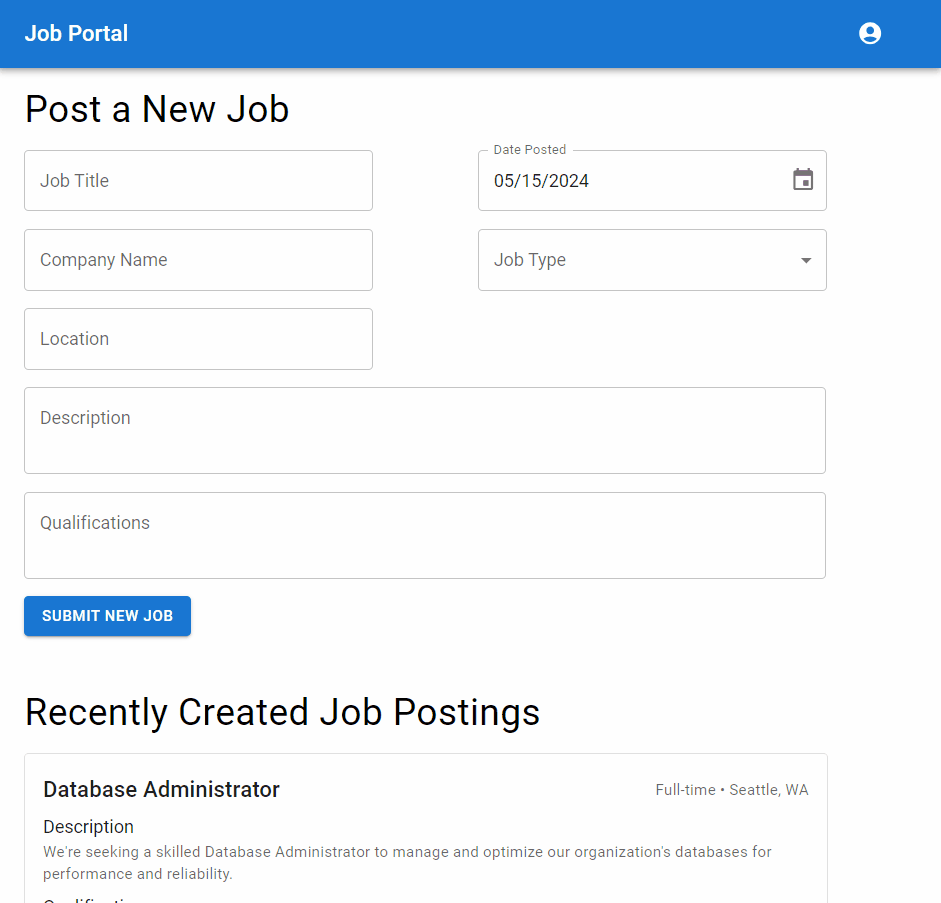 Job Portal
Post a New Job
Job Title
Date Posted
05/15/2024
Company Name
Job Type
Location
Description
Qualifications
SUBMIT NEW JOB
Recently Created Job Postings
Database Administrator
Full-time • Seattle, WA
Description
We're seeking a skilled Database Administrator to manage and optimize our organization's databases for
performance and reliability.